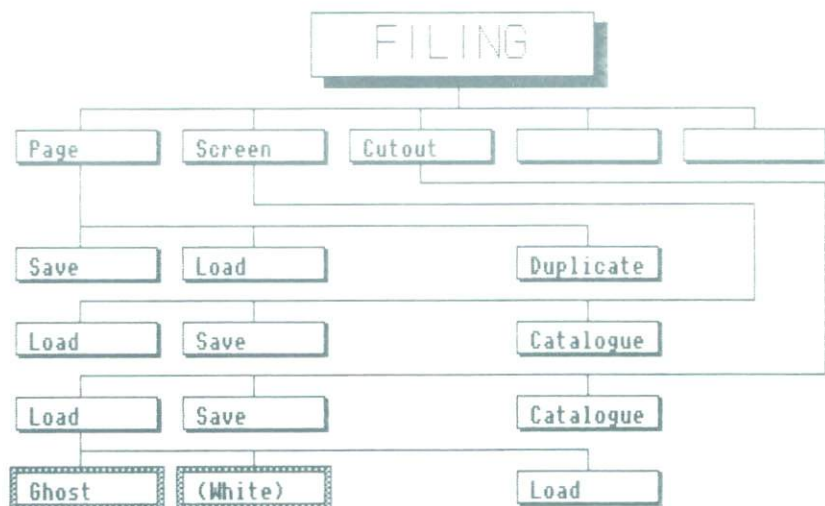 FILING
Page Screen Cutout
Save Load Duplicate
Load Save Catalogue
Load Save Catalogue
Ghost (White) Load